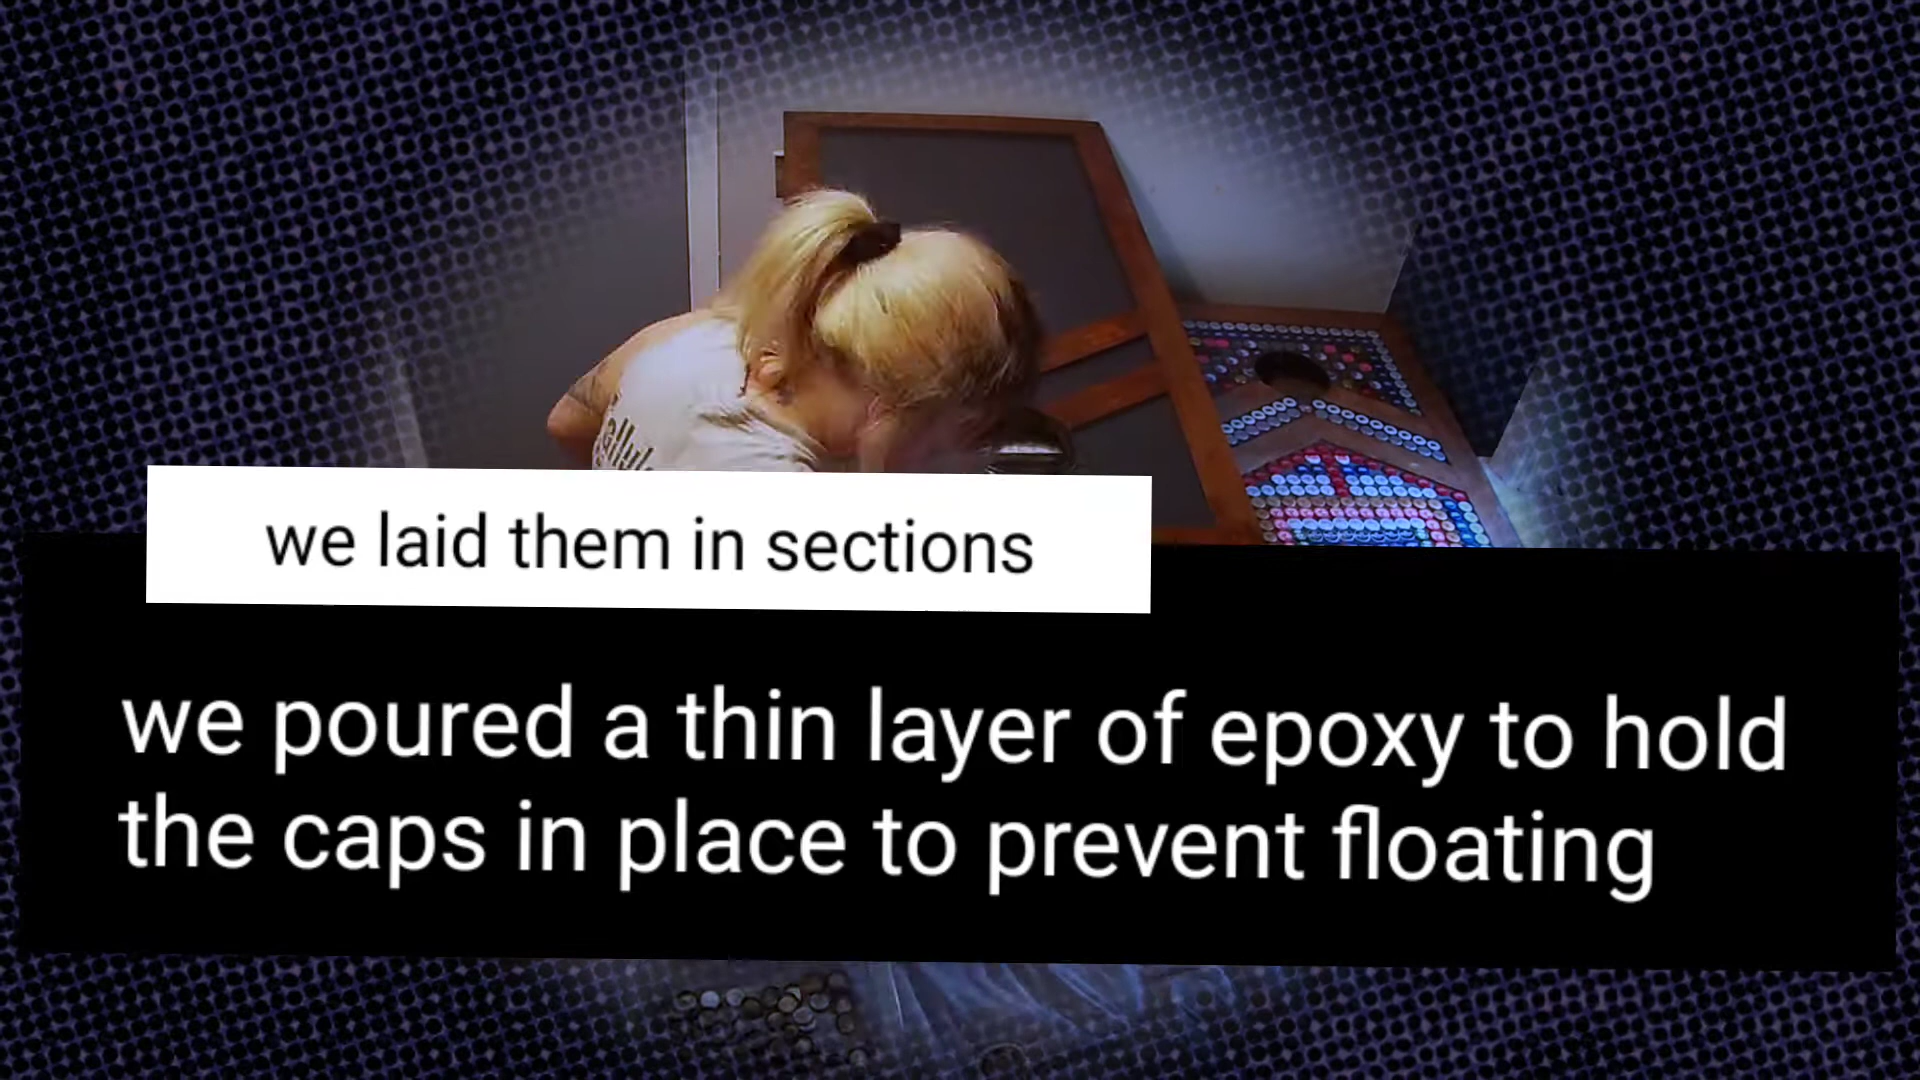 we laid them in sections
we poured a thin layer of epoxy to hold
the caps in place to prevent floating